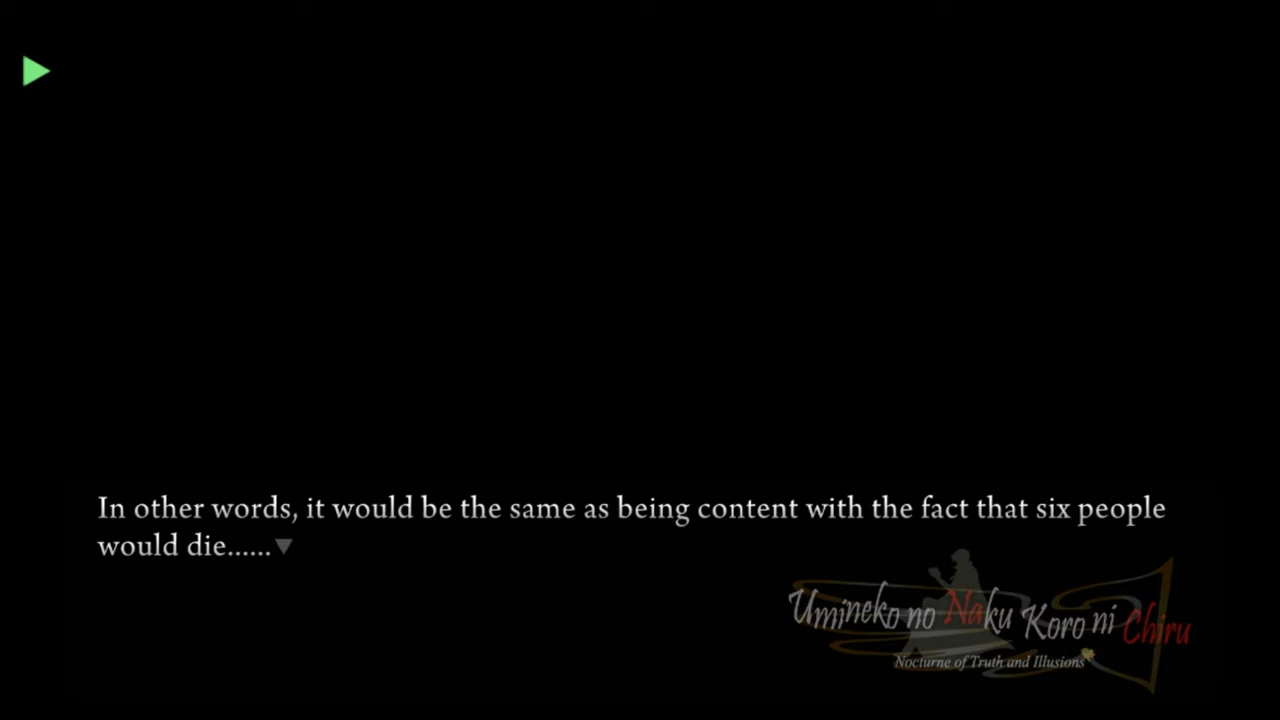 In other words, it would be the same as being content with the fact that six people
would die......
Umineko no Naku Koro ni Chiru
Nocturne of Truth and Illusions